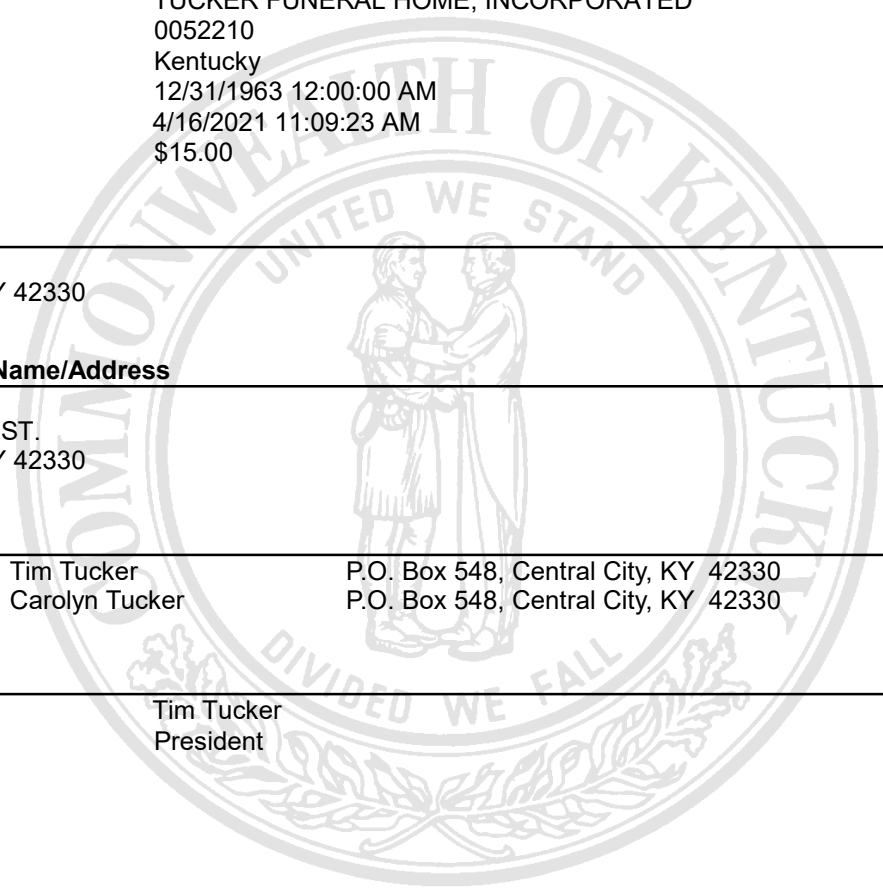 TUCKER FUNERAL HOME, INCORPORATED
0052210
Kentucky
12/31/1963 12:00:00 AM
4/16/2021 11:09:23 AM
$15.00
Y 42330
Name/Address
ST.
Y 42330
Tim Tucker P.O. Box 548, Central City, KY 42330
Carolyn Tucker P.O. Box 548, Central City, KY 42330
Tim Tucker
President
COMMONWEALTH OF KENTUCKY
UNITED WE STAND
DIVIDED WE FALL